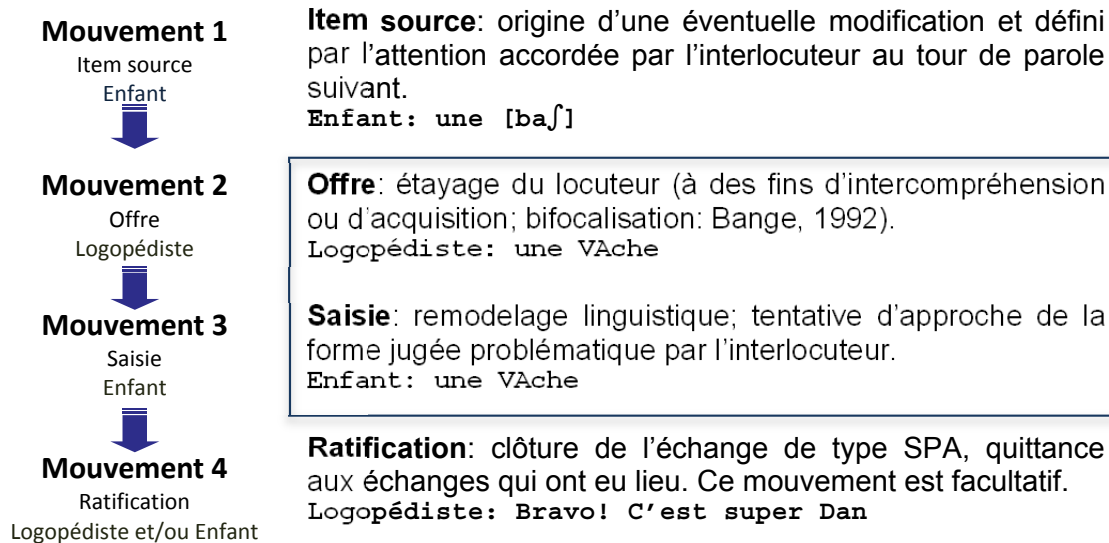 Mouvement 1
Item source
Enfant
Item source: origine d’une éventuelle modification et défini
par l’attention accordée par l’interlocuteur au tour de parole
suivant.
Enfant: une [baʃ]
Mouvement 2
Offre
Logopédiste
Offre: étayage du locuteur (à des fins d’intercompréhension
ou d’acquisition; bifocalisation: Bange, 1992).
Logopédiste: une VAche
Mouvement 3
Saisie
Enfant
Saisie: remodelage linguistique; tentative d’approche de la
forme jugée problématique par l’interlocuteur.
Enfant: une VAche
Mouvement 4
Ratification
Logopédiste et/ou Enfant
Ratification: clôture de l’échange de type SPA, quittance
aux échanges qui ont eu lieu. Ce mouvement est facultatif.
Logopédiste: Bravo! C’est super Dan